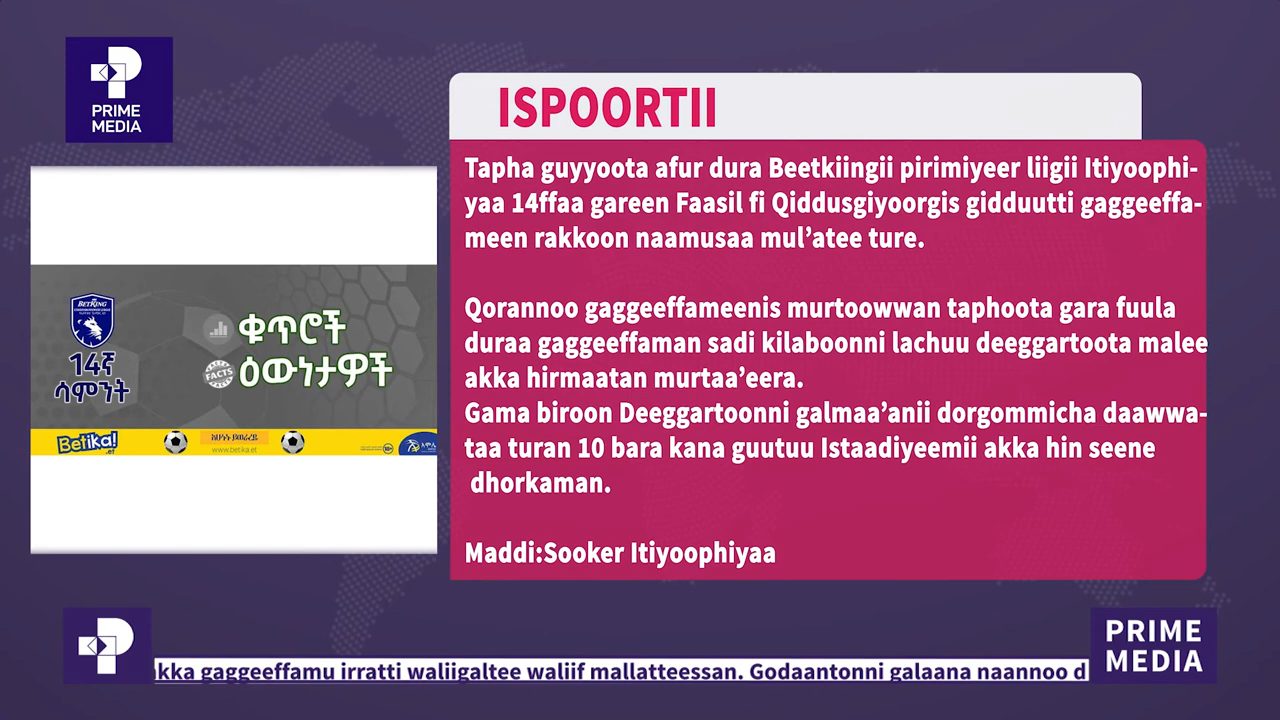 PRIME
MEDIA
ISPOORTII
Tapha guyyoota afur dura Beetkiingii pirimiyeer liigii Itiyoophi-
yaa 14ffaa gareen Faasil fi Qiddusgiyoorgis gidduutti gaggeeffa-
meen rakkoon naamusaa mul’atee ture.
Qorannoo gaggeeffameenis murtoowwan taphoota gara fuula
duraa gaggeeffaman sadi kilaboonni lachuu deeggartoota malee
akka hirmaatan murtaa’eera.
Gama biroon Deeggartoonni galmaa’anii dorgommicha daawwa-
taa turan 10 bara kana guutuu Istaadiyeemii akka hin seene
dhorkaman.
Maddi:Sooker Itiyoophiyaa
BETKING
14ኛ
ሳምንት
ቁጥሮች
FACTS
ዕውነታዎች
Betika!
.et
www.betika.et
18+
akka gaggeeffamu irratti waliigaltee waliif mallatteessan. Godaantonni galaana naannoo d
PRIME
MEDIA